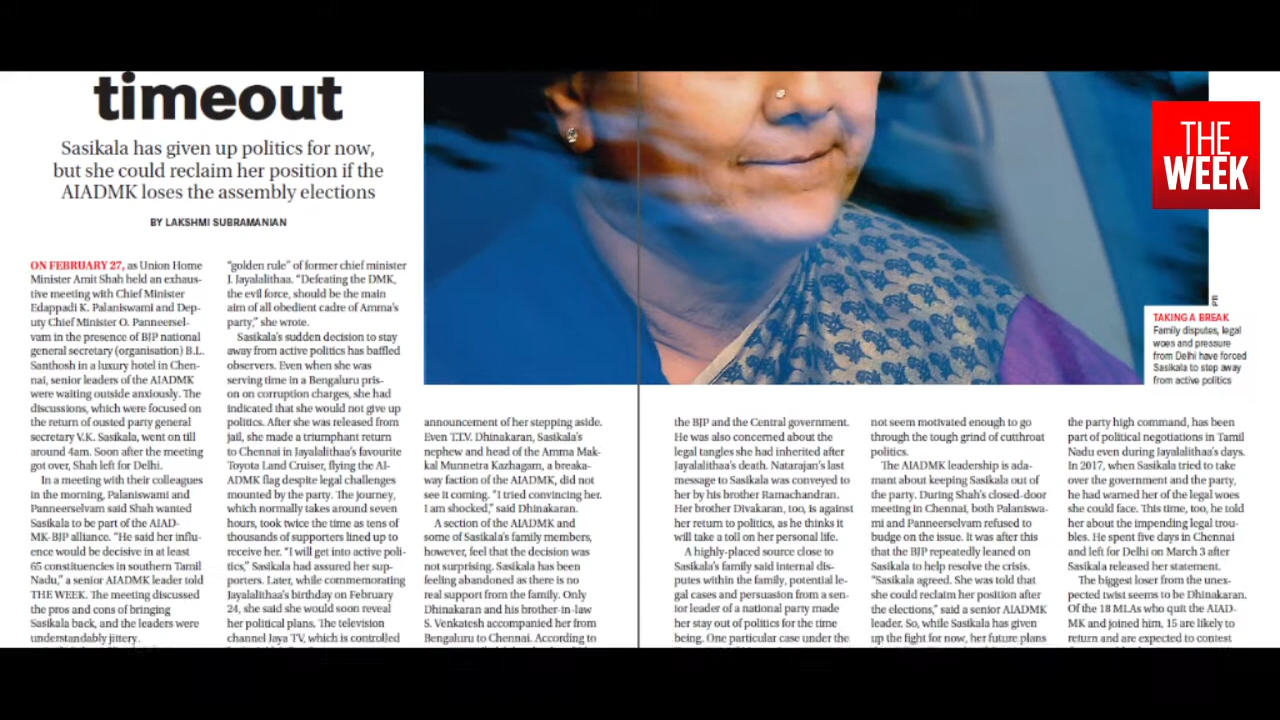 timeout
Sasikala has given up politics for now,
but she could reclaim her position if the
AIADMK loses the assembly elections
BY LAKSHMI SUBRAMANIAN
ON FEBRUARY 27, as Union Home
Minister Amit Shah held an exhaus-
tive meeting with Chief Minister
Edappadi K. Palaniswami and Dep-
uty Chief Minister O. Panneersel-
vam in the presence of BJP national
general secretary (organisation) B.L.
Santhosh in a luxury hotel in Chen-
nai, senior leaders of the AIADMK
were waiting outside anxiously. The
discussions, which were focused on
the return of ousted party general
secretary V.K. Sasikala, went on till
around 4am. Soon after the meeting
got over, Shah left for Delhi.
In a meeting with their colleagues
in the morning, Palaniswami and
Panneerselvam said Shah wanted
Sasikala to be part of the AIAD-
MK-BJP alliance. “He said her influ-
ence would be decisive in at least
65 constituencies in southern Tamil
Nadu,” a senior AIADMK leader told
THE WEEK. The meeting discussed
the pros and cons of bringing
Sasikala back, and the leaders were
understandably jittery.
“golden rule” of former chief minister
J. Jayalalithaa. “Defeating the DMK,
the evil force, should be the main
aim of all obedient cadre of Amma’s
party,” she wrote.
Sasikala’s sudden decision to stay
away from active politics has baffled
observers. Even when she was
serving time in a Bengaluru pris-
on on corruption charges, she had
indicated that she would not give up
politics. After she was released from
jail, she made a triumphant return
to Chennai in Jayalalithaa’s favourite
Toyota Land Cruiser, flying the AI-
ADMK flag despite legal challenges
mounted by the party. The journey,
which normally takes around seven
hours, took twice the time as tens of
thousands of supporters lined up to
receive her. “I will get into active poli-
tics,” Sasikala had assured her sup-
porters. Later, while commemorating
Jayalalithaa’s birthday on February
24, she said she would soon reveal
her political plans. The television
channel Jaya TV, which is controlled
announcement of her stepping aside.
Even T.T.V. Dhinakaran, Sasikala’s
nephew and head of the Amma Mak-
kal Munnetra Kazhagam, a breaka-
way faction of the AIADMK, did not
see it coming. “I tried convincing her.
I am shocked,” said Dhinakaran.
A section of the AIADMK and
some of Sasikala’s family members,
however, feel that the decision was
not surprising. Sasikala has been
feeling abandoned as there is no
real support from the family. Only
Dhinakaran and his brother-in-law
S. Venkatesh accompanied her from
Bengaluru to Chennai. According to
the BJP and the Central government.
He was also concerned about the
legal tangles she had inherited after
Jayalalithaa’s death. Natarajan’s last
message to Sasikala was conveyed to
her by his brother Ramachandran.
Her brother Divakaran, too, is against
her return to politics, as he thinks it
will take a toll on her personal life.
A highly-placed source close to
Sasikala’s family said internal dis-
putes within the family, potential le-
gal cases and persuasion from a sen-
ior leader of a national party made
her stay out of politics for the time
being. One particular case under the
not seem motivated enough to go
through the tough grind of cutthroat
politics.
The AIADMK leadership is ada-
mant about keeping Sasikala out of
the party. During Shah’s closed-door
meeting in Chennai, both Palaniswa-
mi and Panneerselvam refused to
budge on the issue. It was after this
that the BJP repeatedly leaned on
Sasikala to help resolve the crisis.
“Sasikala agreed. She was told that
she could reclaim her position after
the elections,” said a senior AIADMK
leader. So, while Sasikala has given
up the fight for now, her future plans
the party high command, has been
part of political negotiations in Tamil
Nadu even during Jayalalithaa’s days.
In 2017, when Sasikala tried to take
over the government and the party,
he had warned her of the legal woes
she could face. This time, too, he told
her about the impending legal trou-
bles. He spent five days in Chennai
and left for Delhi on March 3 after
Sasikala released her statement.
The biggest loser from the unex-
pected twist seems to be Dhinakaran.
Of the 18 MLAs who quit the AIAD-
MK and joined him, 15 are likely to
return and are expected to contest
PTI
TAKING A BREAK
Family disputes, legal
woes and pressure
from Delhi have forced
Sasikala to step away
from active politics
THE
WEEK